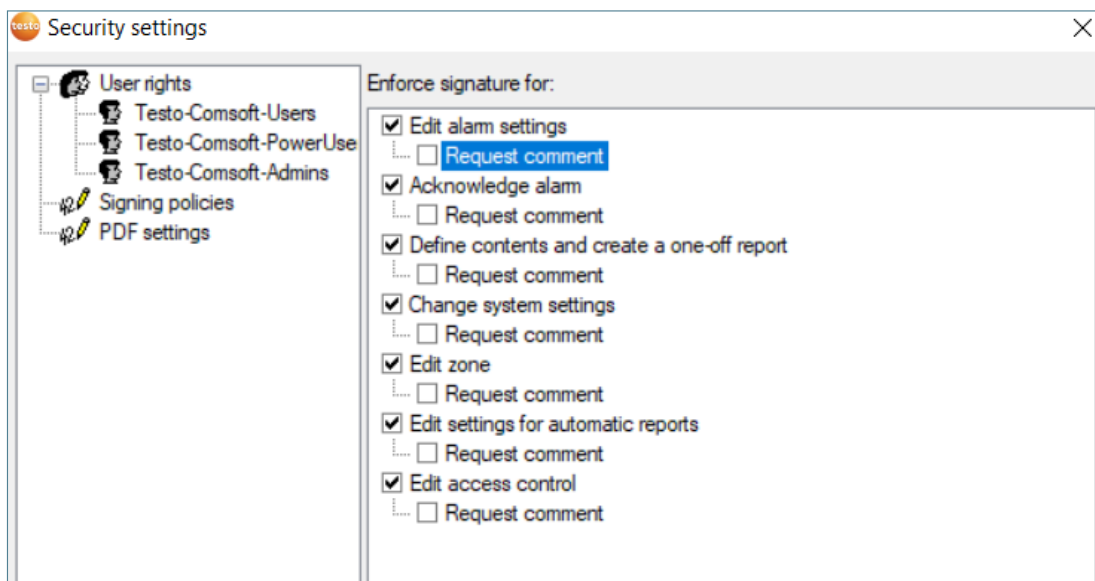 testo Security settings
User rights
Testo-Comsoft-Users
Testo-Comsoft-PowerUse
Testo-Comsoft-Admins
Signing policies
PDF settings
Enforce signature for:
Edit alarm settings
Request comment
Acknowledge alarm
Request comment
Define contents and create a one-off report
Request comment
Change system settings
Request comment
Edit zone
Request comment
Edit settings for automatic reports
Request comment
Edit access control
Request comment